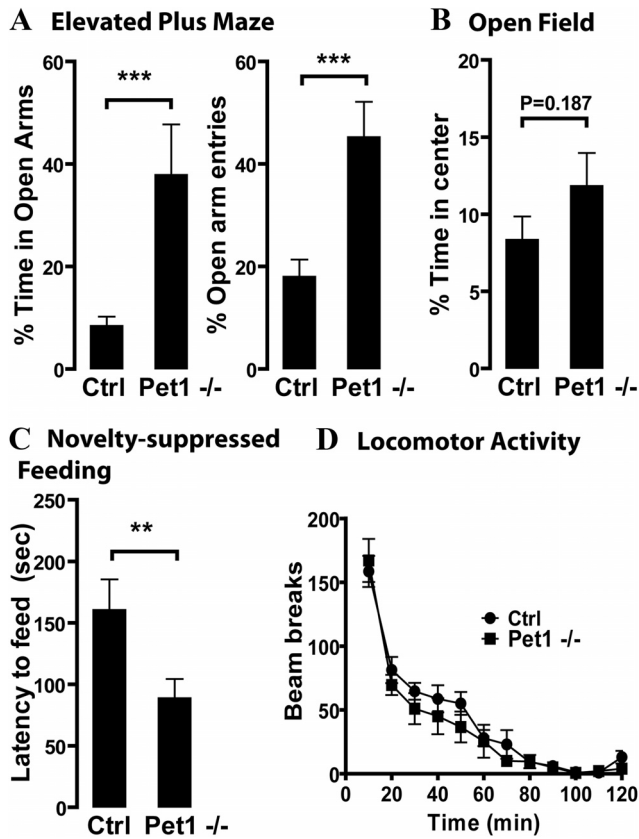 A Elevated Plus Maze
% Time in Open Arms
60
40
20
0
***
Ctrl Pet1 -/-
% Open arm entries
60
40
20
0
***
Ctrl Pet1 -/-
B Open Field
% Time in center
20
15
10
5
0
P=0.187
Ctrl Pet1 -/-
C Novelty-suppressed
Feeding
Latency to feed (sec)
250
200
150
100
50
0
**
Ctrl Pet1 -/-
D Locomotor Activity
Beam breaks
200
150
100
50
0
Ctrl
Pet1 -/-
0 20 40 60 80 100 120
Time (min)